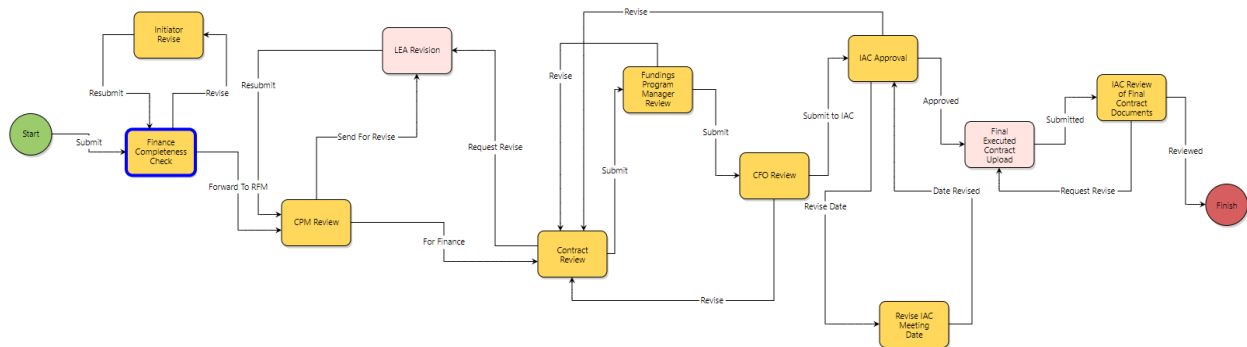 Revise
Initiator
Revise
LEA Revision
Resubmit
Revise
Resubmit
Start
Submit
Finance
Completeness
Check
Forward To RFM
Send For Revise
CPM Review
For Finance
Request Revise
Contract
Review
Revise
Submit
Fundings
Program
Manager
Review
Submit
CFO Review
Revise
Submit to IAC
IAC Approval
Revise Date
Revise IAC
Meeting
Date
Date Revised
Approved
Final
Executed
Contract
Upload
Submitted
Request Revise
IAC Review
of Final
Contract
Documents
Reviewed
Finish